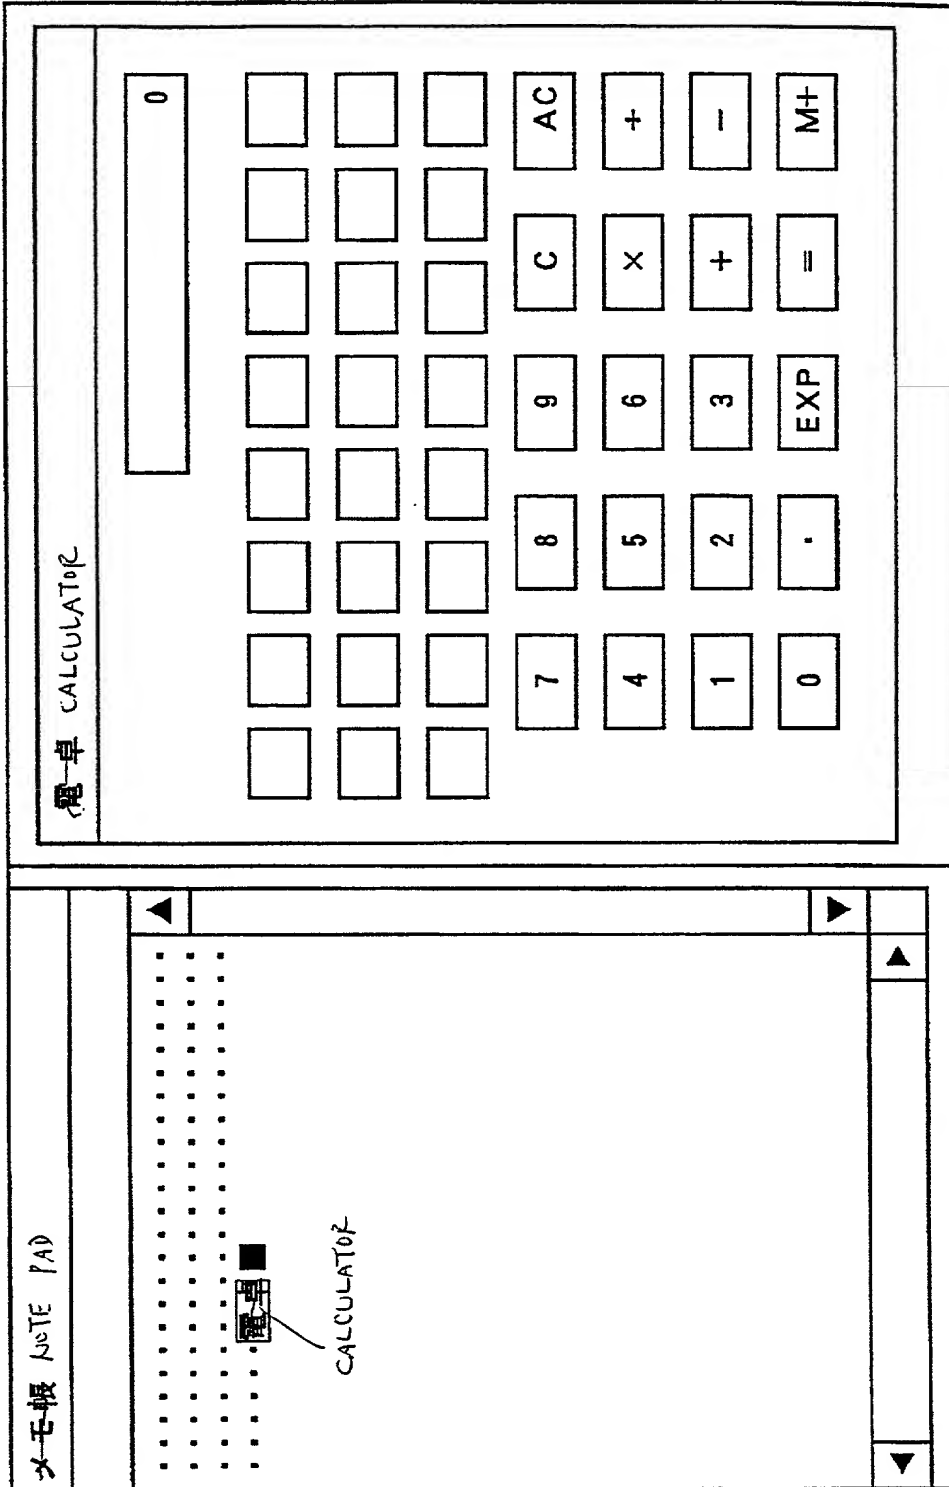 メモ帳 NOTE PAD
電卓
CALCULATOR
電卓 CALCULATOR
0
7 8 9 C AC
4 5 6 × ÷
1 2 3 + −
0 . EXP = M+